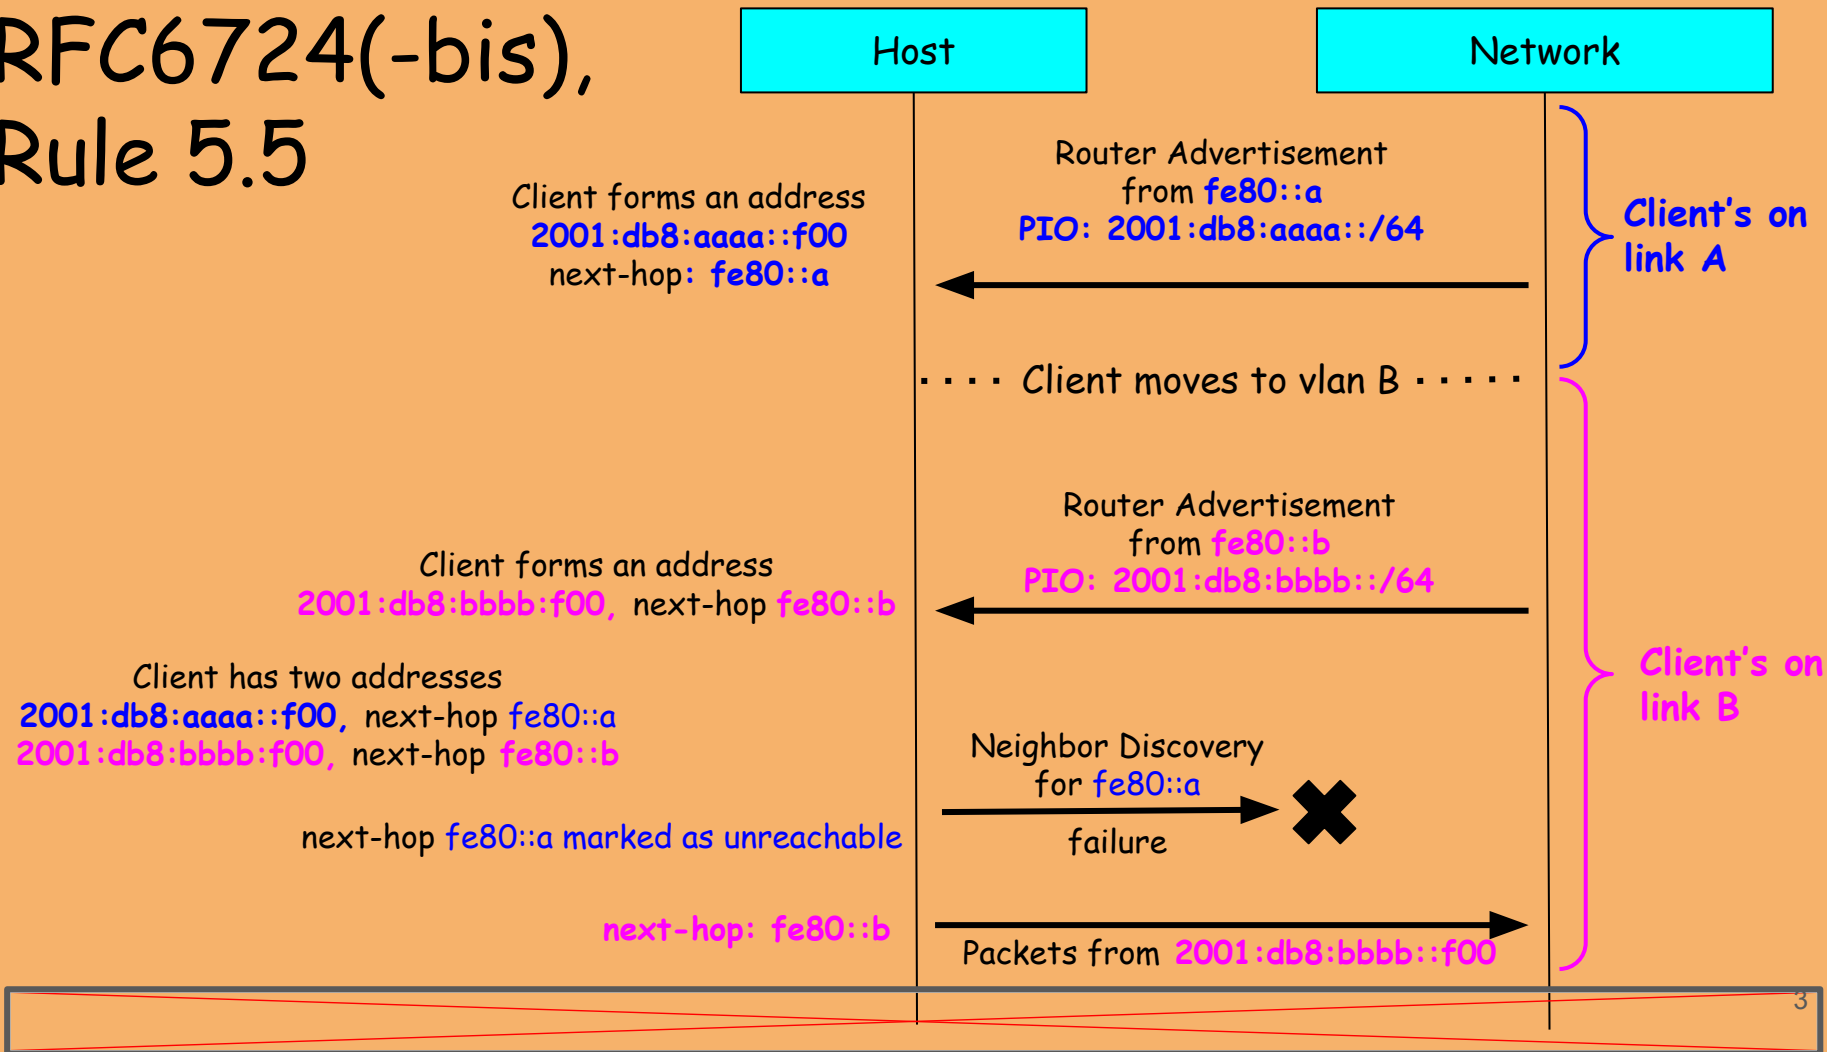 RFC6724(-bis),
Rule 5.5
Host
Network
Router Advertisement
from fe80::a
PIO: 2001:db8:aaaa::/64
Client forms an address
2001:db8:aaaa::f00
next-hop: fe80::a
Client's on
link A
Client moves to vlan B
Router Advertisement
from fe80::b
PIO: 2001:db8:bbbb::/64
Client forms an address
2001:db8:bbbb:f00, next-hop fe80::b
Client has two addresses
2001:db8:aaaa::f00, next-hop fe80::a
2001:db8:bbbb:f00, next-hop fe80::b
Client's on
link B
Neighbor Discovery
for fe80::a
failure
next-hop fe80::a marked as unreachable
next-hop: fe80::b
Packets from 2001:db8:bbbb::f00
3